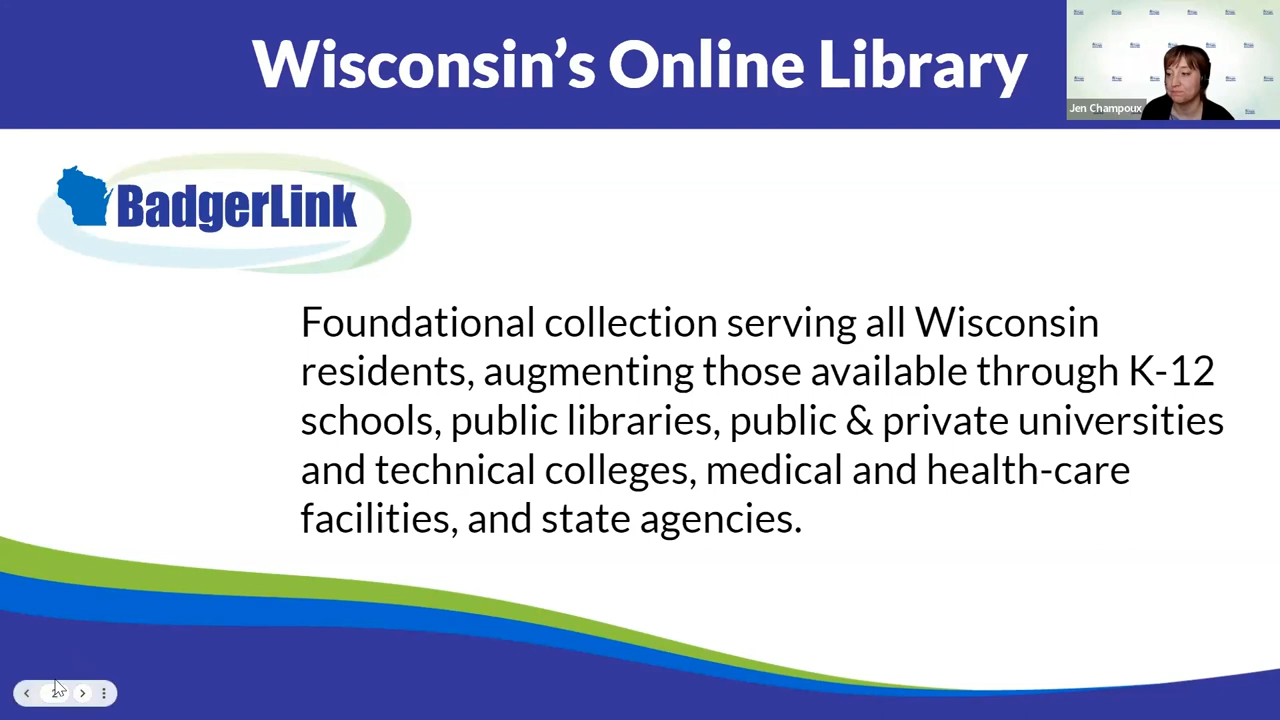 Wisconsin’s Online Library
Jen Champoux
BadgerLink
Foundational collection serving all Wisconsin
residents, augmenting those available through K-12
schools, public libraries, public & private universities
and technical colleges, medical and health-care
facilities, and state agencies.